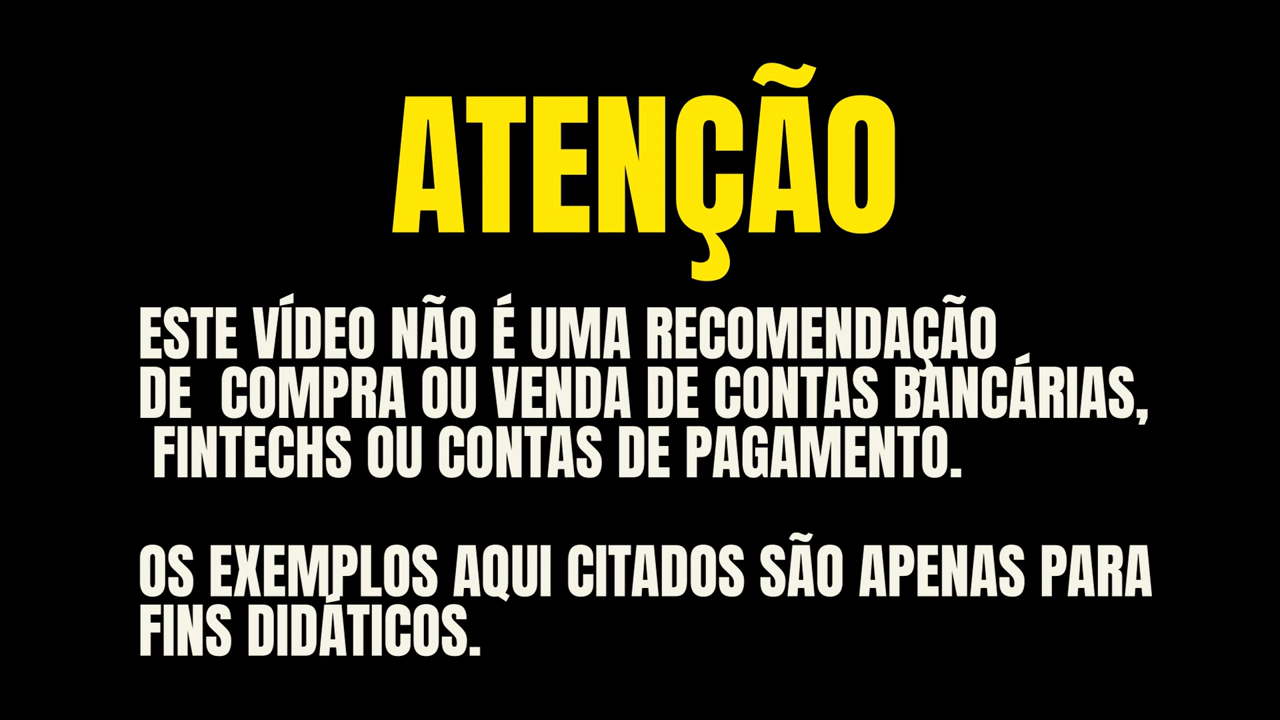 ATENÇÃO
ESTE VÍDEO NÃO É UMA RECOMENDAÇÃO
DE COMPRA OU VENDA DE CONTAS BANCÁRIAS,
FINTECHS OU CONTAS DE PAGAMENTO.
OS EXEMPLOS AQUI CITADOS SÃO APENAS PARA
FINS DIDÁTICOS.